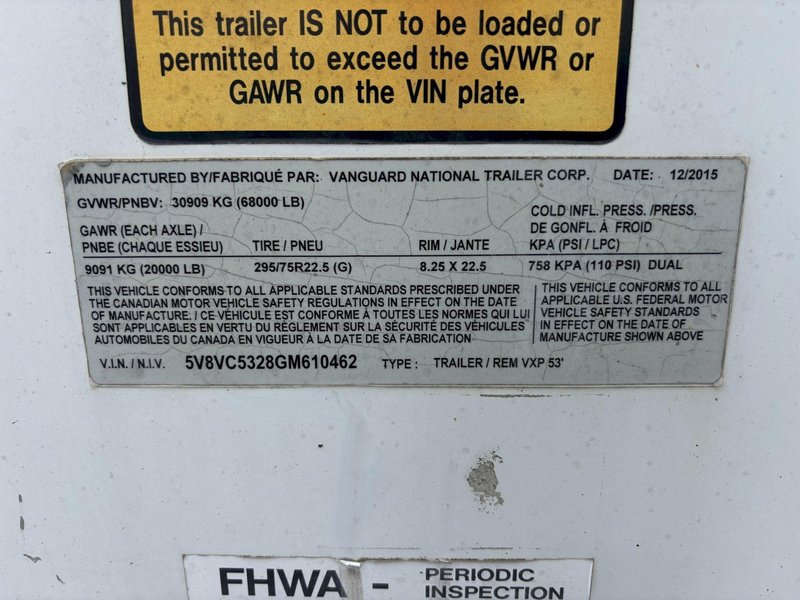 This trailer IS NOT to be loaded or
permitted to exceed the GVWR or
GAWR on the VIN plate.
MANUFACTURED BY/FABRIQUÉ PAR: VANGUARD NATIONAL TRAILER CORP. DATE: 12/2015
GVWR/PNBV: 30909 KG (68000 LB)
COLD INFL. PRESS. /PRESS.
DE GONFL. À FROID
GAWR (EACH AXLE) /
PNBE (CHAQUE ESSIEU) TIRE / PNEU RIM / JANTE KPA (PSI / LPC)
9091 KG (20000 LB) 295/75R22.5 (G) 8.25 X 22.5 758 KPA (110 PSI) DUAL
THIS VEHICLE CONFORMS TO ALL APPLICABLE STANDARDS PRESCRIBED UNDER
THE CANADIAN MOTOR VEHICLE SAFETY REGULATIONS IN EFFECT ON THE DATE
OF MANUFACTURE. / CE VÉHICULE EST CONFORME À TOUTES LES NORMES QUI LUI
SONT APPLICABLES EN VERTU DU RÈGLEMENT SUR LA SÉCURITÉ DES VÉHICULES
AUTOMOBILES DU CANADA EN VIGUEUR À LA DATE DE SA FABRICATION
THIS VEHICLE CONFORMS TO ALL
APPLICABLE U.S. FEDERAL MOTOR
VEHICLE SAFETY STANDARDS
IN EFFECT ON THE DATE OF
MANUFACTURE SHOWN ABOVE
V.I.N. / N.I.V. 5V8VC5328GM610462 TYPE : TRAILER / REM VXP 53'
FHWA - PERIODIC
INSPECTION